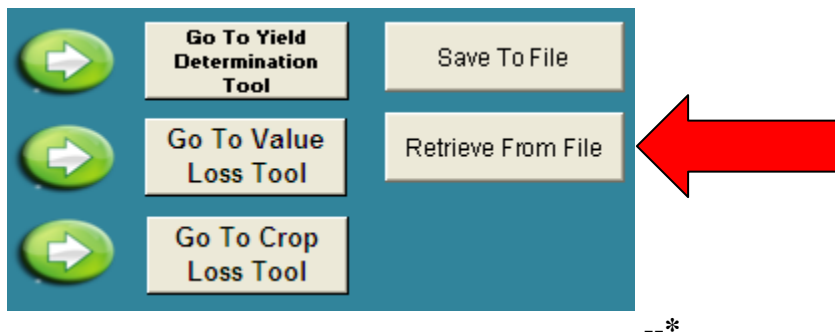 Go To Yield
Determination
Tool
Save To File
Go To Value
Loss Tool
Retrieve From File
Go To Crop
Loss Tool
--*